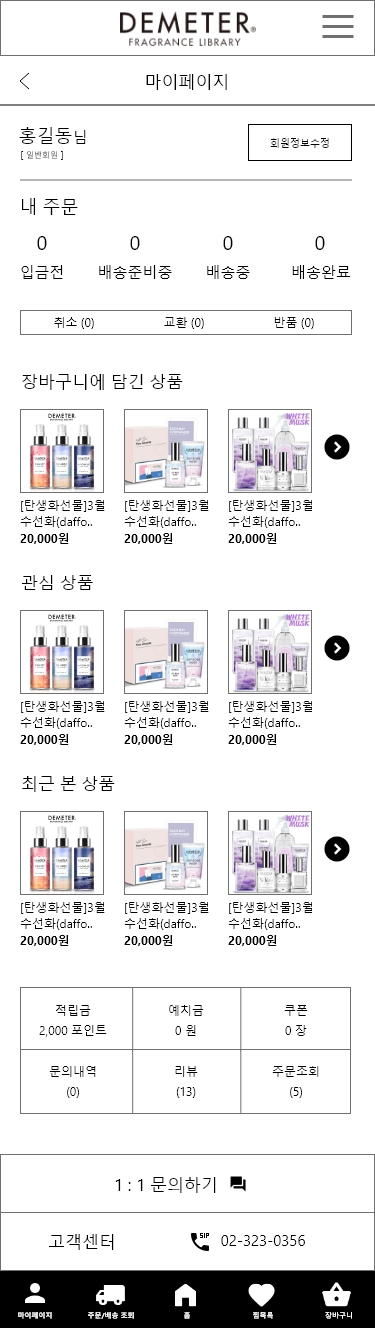 DEMETER®
FRAGRANCE LIBRARY
마이페이지
홍길동님
[ 일반회원 ]
회원정보수정
내 주문
0 0 0 0
입금전 배송준비중 배송중 배송완료
취소 (0) 교환 (0) 반품 (0)
장바구니에 담긴 상품
DEMETER.
WHITE
MUSK
[탄생화선물]3월 [탄생화선물]3월 [탄생화선물]3월
수선화(daffo.. 수선화(daffo.. 수선화(daffo..
20,000원 20,000원 20,000원
관심 상품
DEMETER.
WHITE
MUSK
[탄생화선물]3월 [탄생화선물]3월 [탄생화선물]3월
수선화(daffo.. 수선화(daffo.. 수선화(daffo..
20,000원 20,000원 20,000원
최근 본 상품
DEMETER.
WHITE
MUSK
[탄생화선물]3월 [탄생화선물]3월 [탄생화선물]3월
수선화(daffo.. 수선화(daffo.. 수선화(daffo..
20,000원 20,000원 20,000원
적립금 예치금 쿠폰
2,000 포인트 0 원 0 장
문의내역 리뷰 주문조회
(0) (13) (5)
1 : 1 문의하기
고객센터 SIP 02-323-0356
마이페이지 주문/배송 조회 홈 찜목록 장바구니